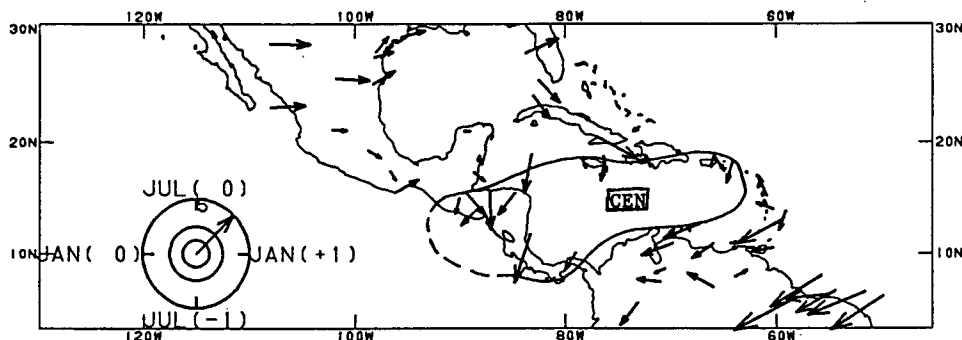 120W 100W 80W 60W
30N 30N
20N 20N
CEN
JUL( 0)
JAN( 0) JAN(+1)
10N 10N
JUL(-1)
120W 100W 80W 60W